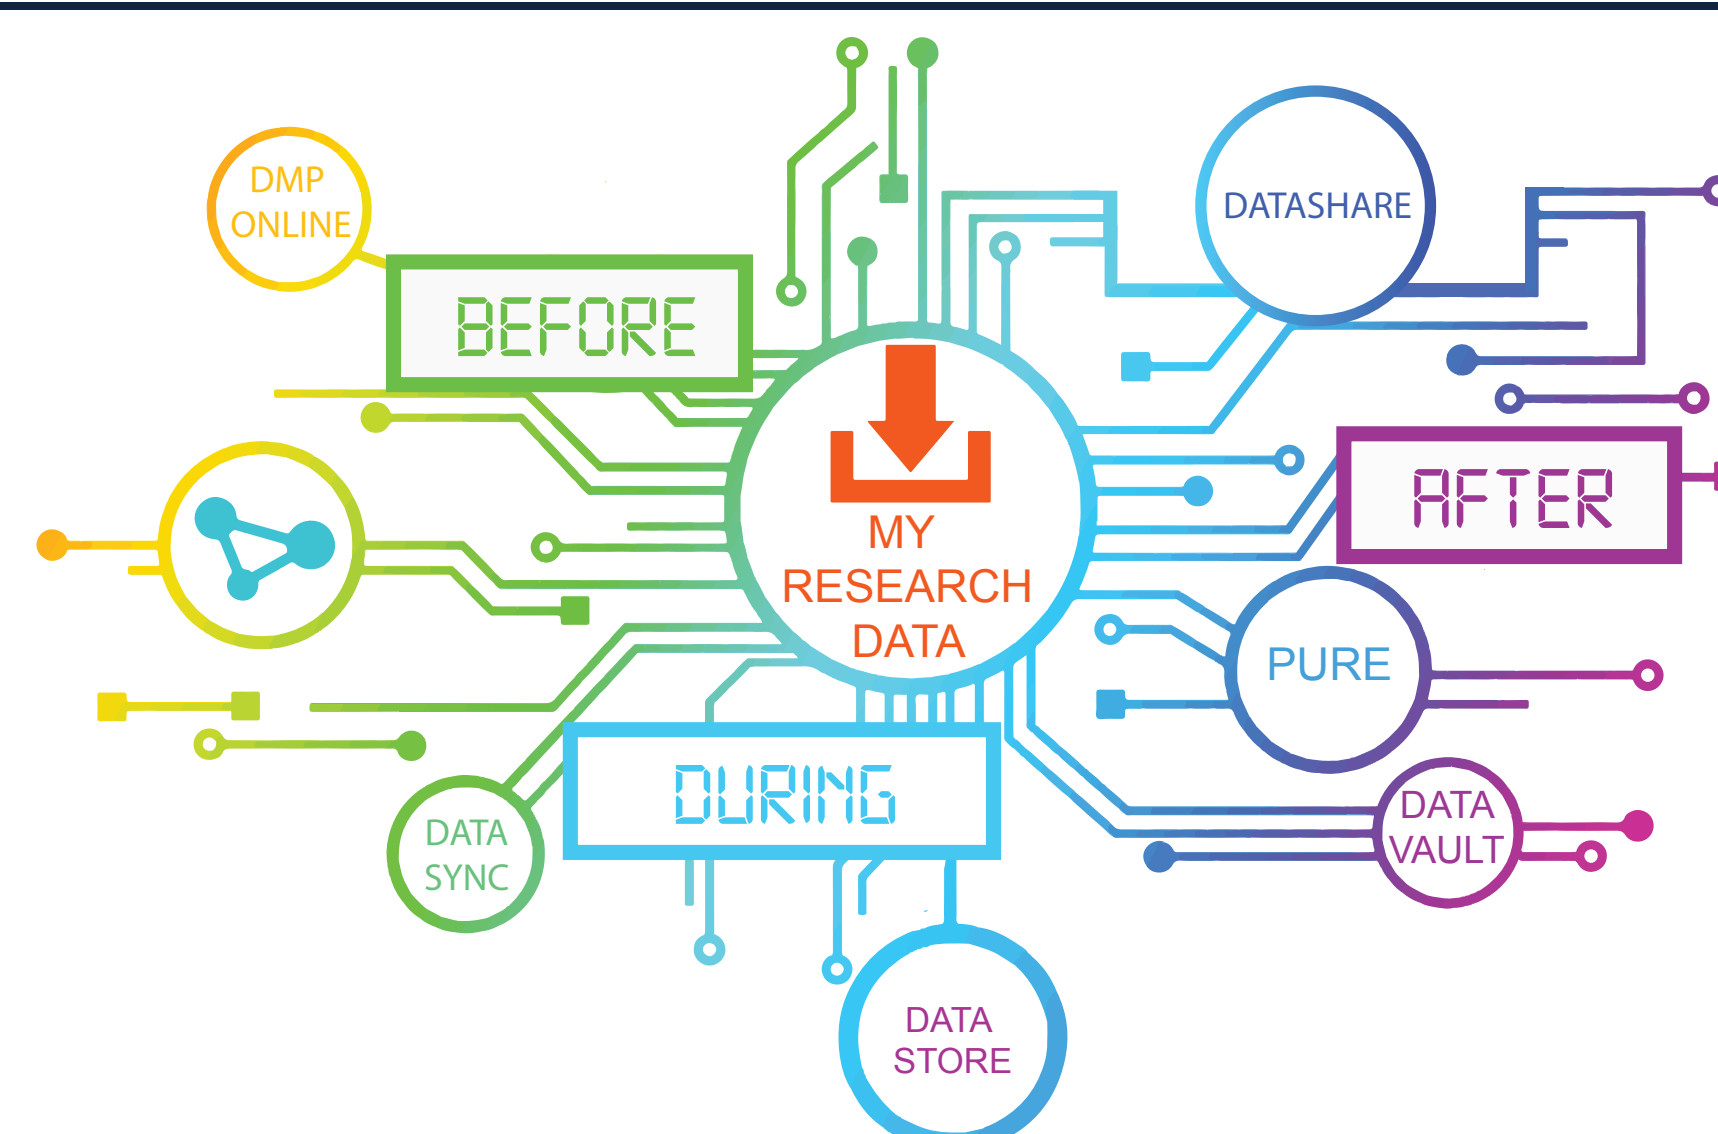 DMP
ONLINE
DATASHARE
BEFORE
AFTER
MY
RESEARCH
DATA
PURE
DURING
DATA
SYNC
DATA
VAULT
DATA
STORE